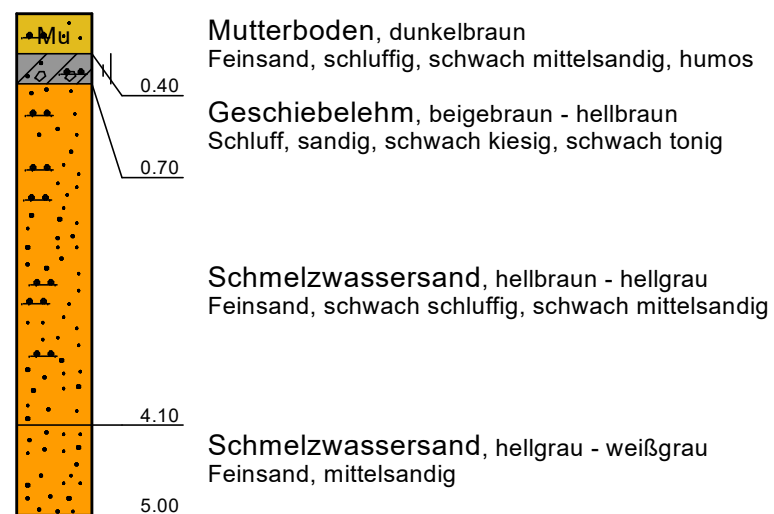 Mu
Mutterboden, dunkelbraun
Feinsand, schluffig, schwach mittelsandig, humos
0.40
Geschiebelehm, beigebraun - hellbraun
Schluff, sandig, schwach kiesig, schwach tonig
0.70
Schmelzwassersand, hellbraun - hellgrau
Feinsand, schwach schluffig, schwach mittelsandig
4.10
Schmelzwassersand, hellgrau - weißgrau
Feinsand, mittelsandig
5.00